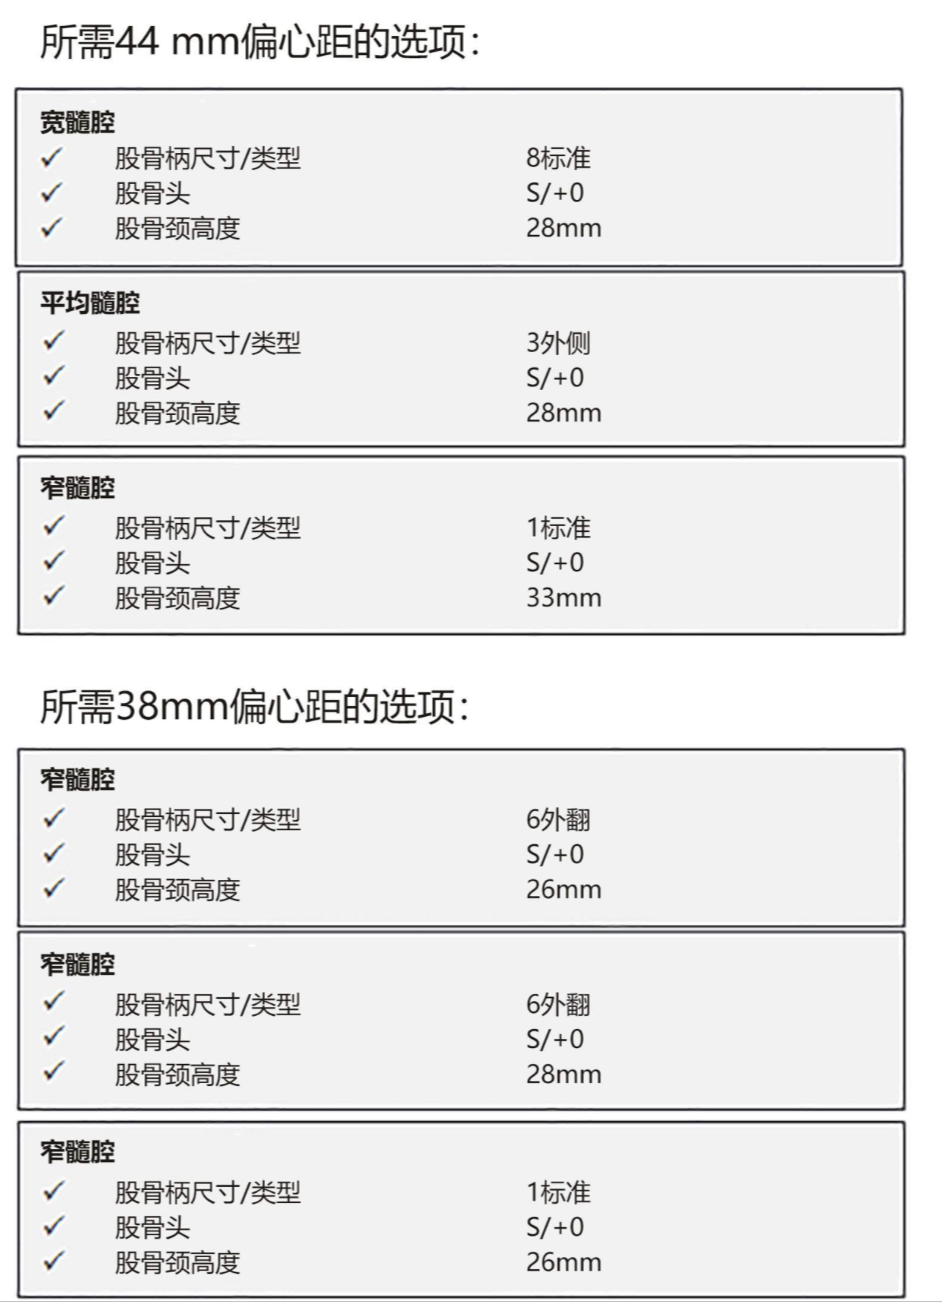 所需44 mm偏心距的选项：
宽髓腔
✓ 股骨柄尺寸/类型 8标准
✓ 股骨头 S/+0
✓ 股骨颈高度 28mm
平均髓腔
✓ 股骨柄尺寸/类型 3外侧
✓ 股骨头 S/+0
✓ 股骨颈高度 28mm
窄髓腔
✓ 股骨柄尺寸/类型 1标准
✓ 股骨头 S/+0
✓ 股骨颈高度 33mm
所需38mm偏心距的选项：
窄髓腔
✓ 股骨柄尺寸/类型 6外翻
✓ 股骨头 S/+0
✓ 股骨颈高度 26mm
窄髓腔
✓ 股骨柄尺寸/类型 6外翻
✓ 股骨头 S/+0
✓ 股骨颈高度 28mm
窄髓腔
✓ 股骨柄尺寸/类型 1标准
✓ 股骨头 S/+0
✓ 股骨颈高度 26mm